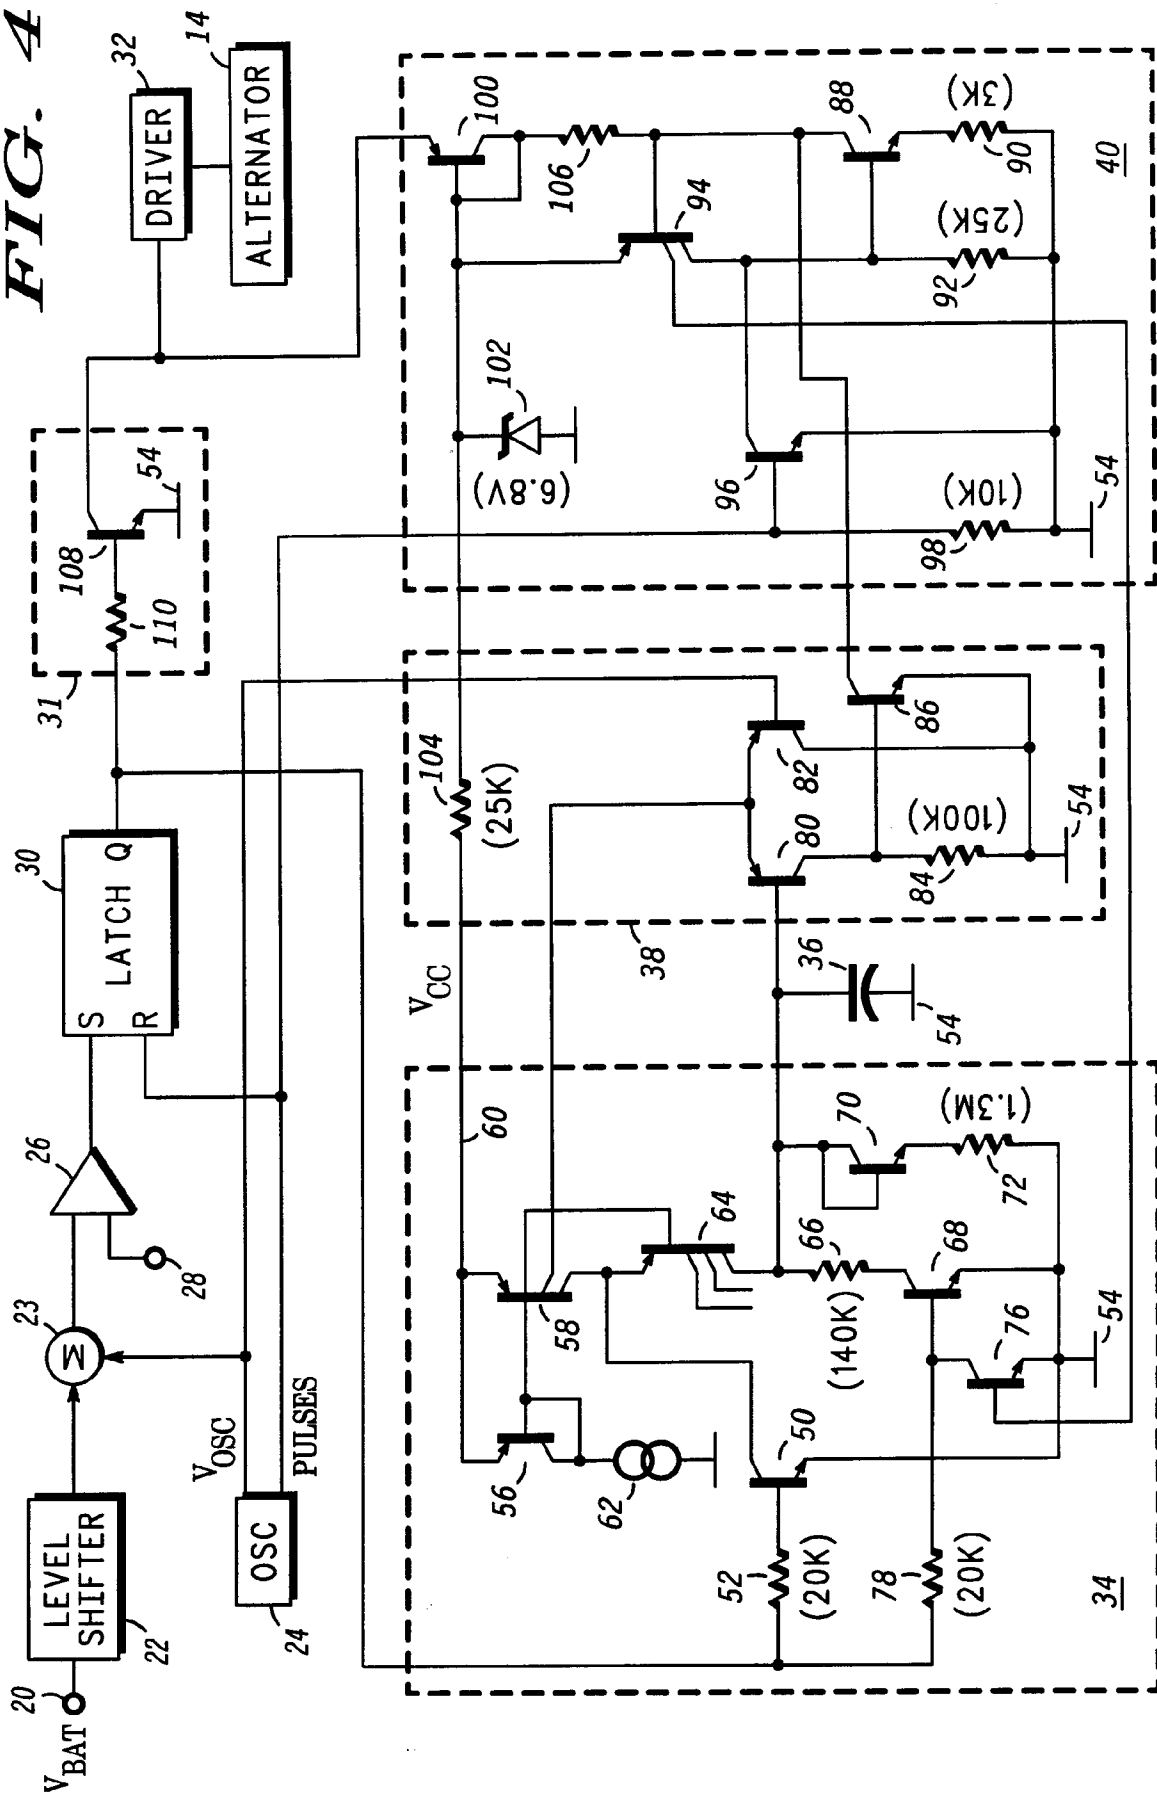 FIG. 4
20
V_BAT
LEVEL SHIFTER
22
23
Σ
26
28
30
S
LATCH
Q
R
V_OSC
PULSES
OSC
24
31
108
110
54
32
DRIVER
14
ALTERNATOR
34
60
56
58
62
64
50
52
(20K)
78
(20K)
66
(140K)
68
70
72
(1.3M)
76
54
V_CC
36
54
38
104
(25K)
80
82
84
(100K)
86
54
40
100
102
(6.8V)
106
94
96
88
90
(3K)
92
(25K)
98
(10K)
54